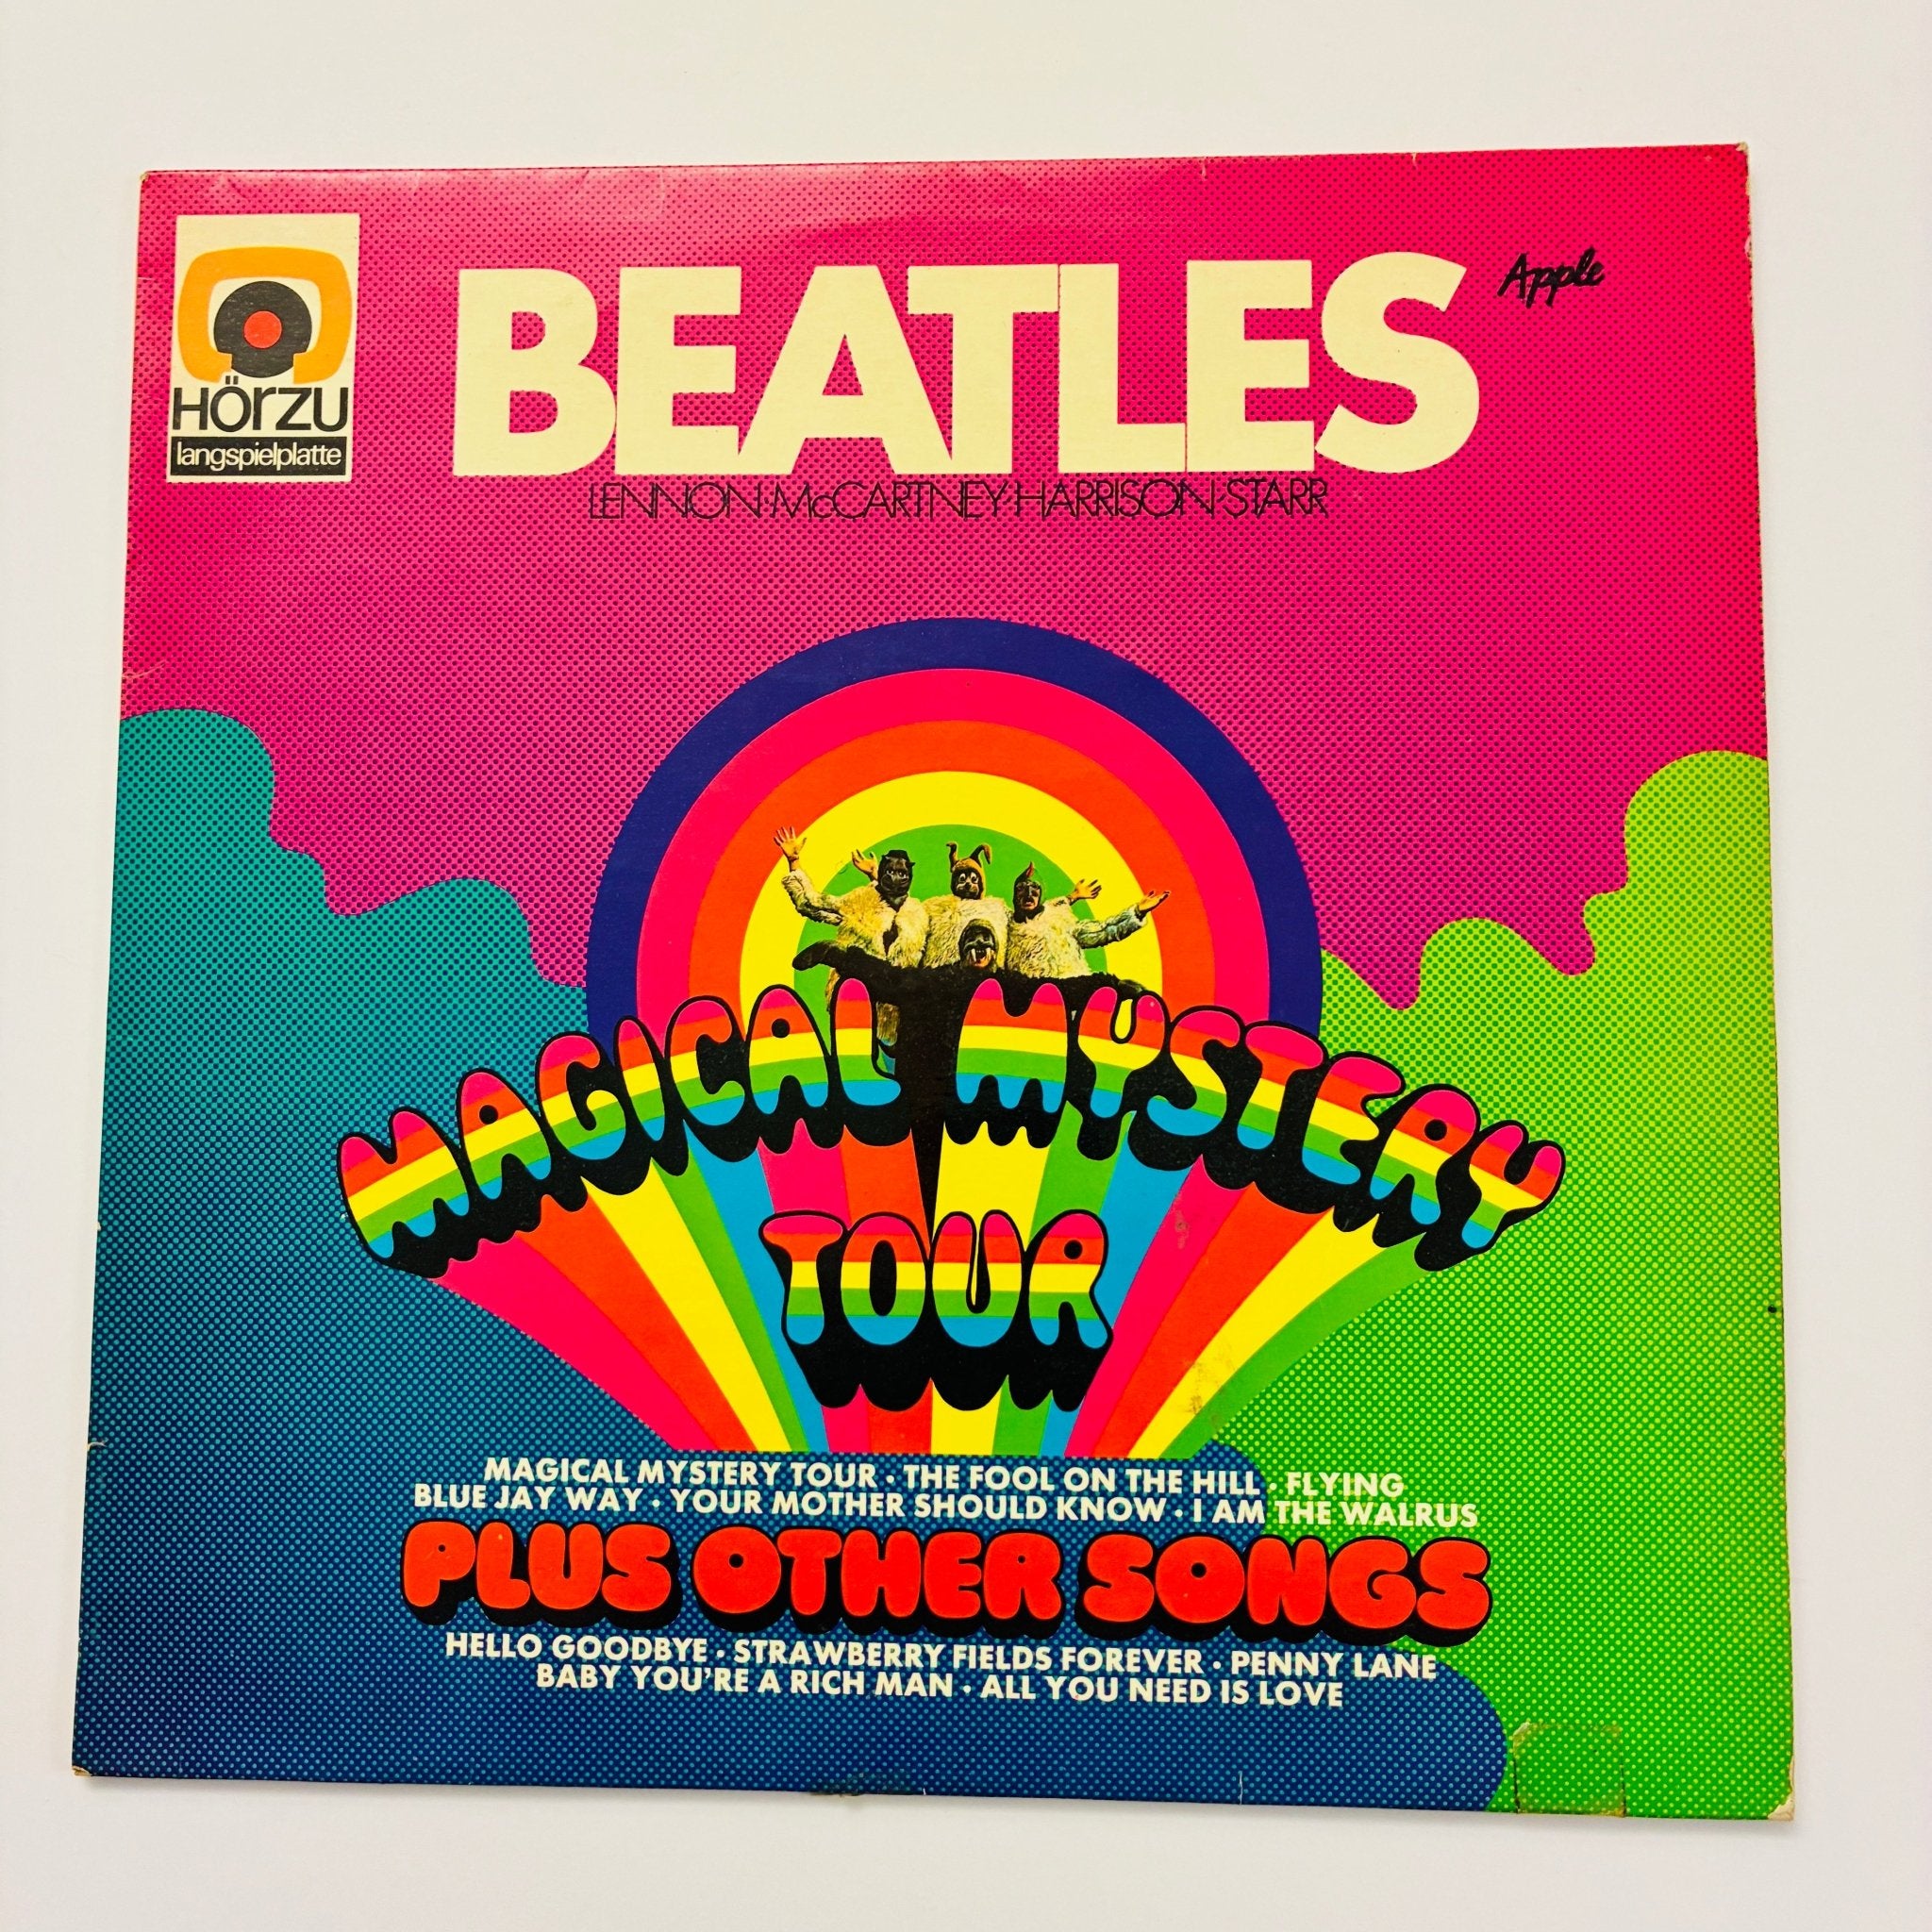 HÖRZU
langspielplatte
BEATLES
Apple
LENNON·McCARTNEY·HARRISON·STARR
MAGICAL MYSTERY
TOUR
MAGICAL MYSTERY TOUR · THE FOOL ON THE HILL · FLYING
BLUE JAY WAY · YOUR MOTHER SHOULD KNOW · I AM THE WALRUS
PLUS OTHER SONGS
HELLO GOODBYE · STRAWBERRY FIELDS FOREVER · PENNY LANE
BABY YOU'RE A RICH MAN · ALL YOU NEED IS LOVE